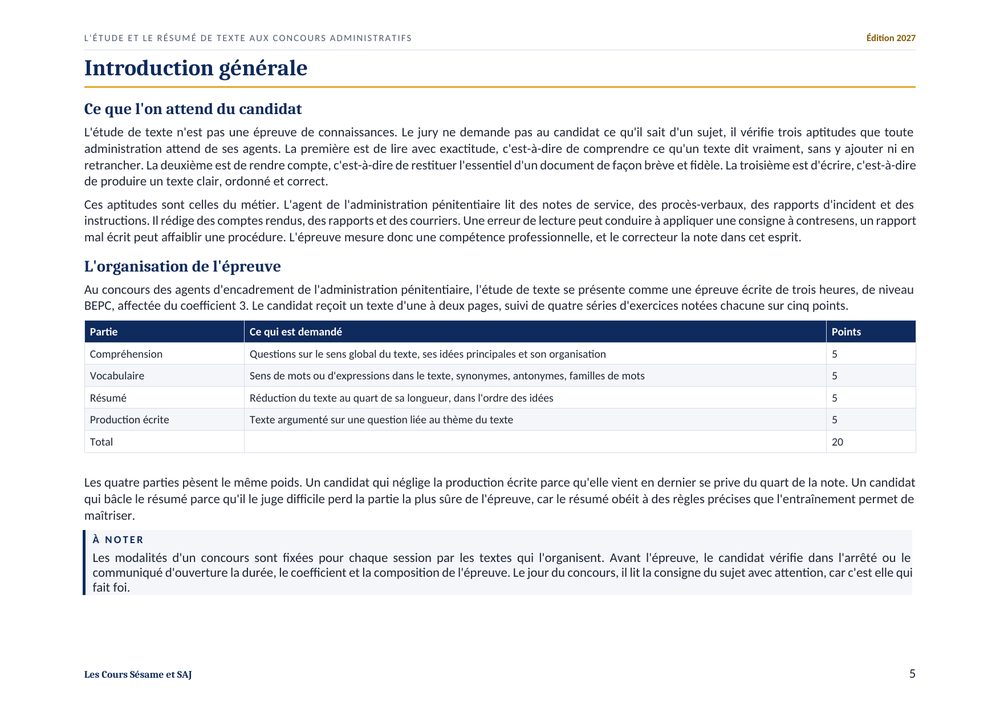 L'ÉTUDE ET LE RÉSUMÉ DE TEXTE AUX CONCOURS ADMINISTRATIFS
Édition 2027
Introduction générale
Ce que l'on attend du candidat
L'étude de texte n'est pas une épreuve de connaissances. Le jury ne demande pas au candidat ce qu'il sait d'un sujet, il vérifie trois aptitudes que toute
administration attend de ses agents. La première est de lire avec exactitude, c'est-à-dire de comprendre ce qu'un texte dit vraiment, sans y ajouter ni en
retrancher. La deuxième est de rendre compte, c'est-à-dire de restituer l'essentiel d'un document de façon brève et fidèle. La troisième est d'écrire, c'est-à-dire
de produire un texte clair, ordonné et correct.
Ces aptitudes sont celles du métier. L'agent de l'administration pénitentiaire lit des notes de service, des procès-verbaux, des rapports d'incident et des
instructions. Il rédige des comptes rendus, des rapports et des courriers. Une erreur de lecture peut conduire à appliquer une consigne à contresens, un rapport
mal écrit peut affaiblir une procédure. L'épreuve mesure donc une compétence professionnelle, et le correcteur la note dans cet esprit.
L'organisation de l'épreuve
Au concours des agents d'encadrement de l'administration pénitentiaire, l'étude de texte se présente comme une épreuve écrite de trois heures, de niveau
BEPC, affectée du coefficient 3. Le candidat reçoit un texte d'une à deux pages, suivi de quatre séries d'exercices notées chacune sur cinq points.
Partie Ce qui est demandé Points
Compréhension Questions sur le sens global du texte, ses idées principales et son organisation 5
Vocabulaire Sens de mots ou d'expressions dans le texte, synonymes, antonymes, familles de mots 5
Résumé Réduction du texte au quart de sa longueur, dans l'ordre des idées 5
Production écrite Texte argumenté sur une question liée au thème du texte 5
Total 20
Les quatre parties pèsent le même poids. Un candidat qui néglige la production écrite parce qu'elle vient en dernier se prive du quart de la note. Un candidat
qui bâcle le résumé parce qu'il le juge difficile perd la partie la plus sûre de l'épreuve, car le résumé obéit à des règles précises que l'entraînement permet de
maîtriser.
À NOTER
Les modalités d'un concours sont fixées pour chaque session par les textes qui l'organisent. Avant l'épreuve, le candidat vérifie dans l'arrêté ou le
communiqué d'ouverture la durée, le coefficient et la composition de l'épreuve. Le jour du concours, il lit la consigne du sujet avec attention, car c'est elle qui
fait foi.
Les Cours Sésame et SAJ
5